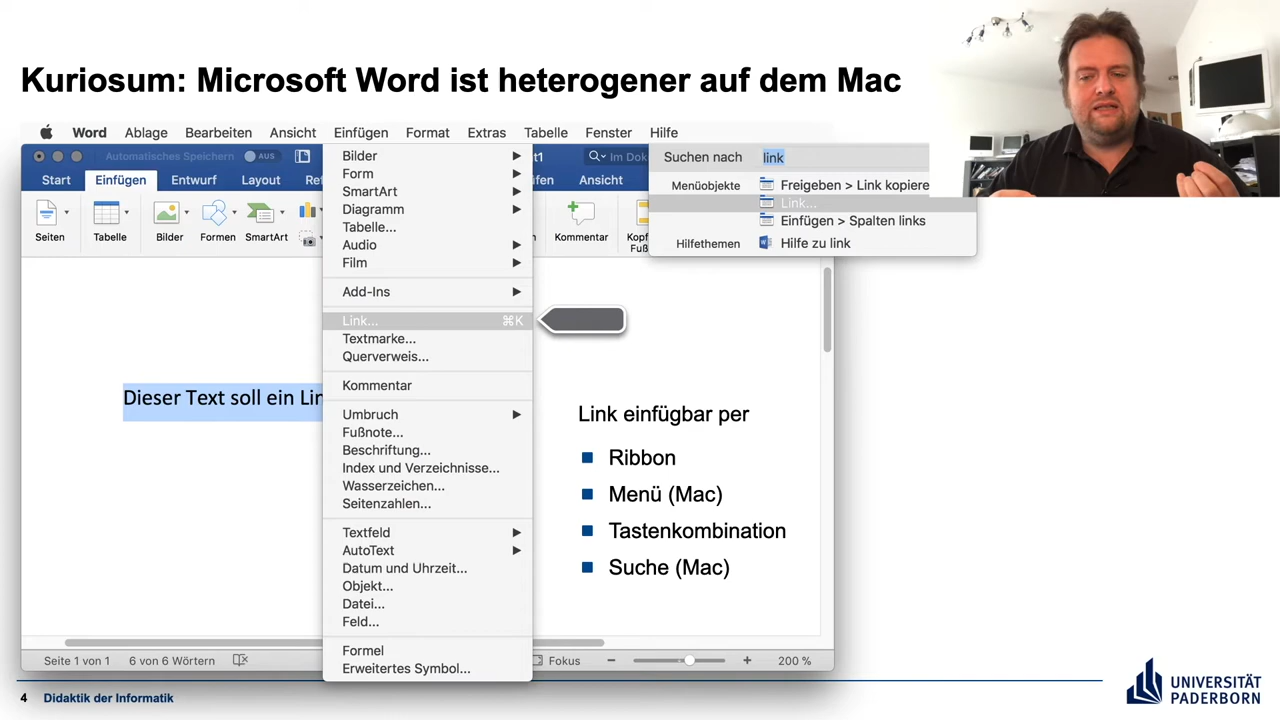 Kuriosum: Microsoft Word ist heterogener auf dem Mac
Word Ablage Bearbeiten Ansicht Einfügen Format Extras Tabelle Fenster Hilfe
Automatisches Speichern AUS
Im Dok
Start Einfügen Entwurf Layout
Ansicht
Seiten Tabelle Bilder Formen SmartArt
Kommentar
Bilder
Form
SmartArt
Diagramm
Tabelle...
Audio
Film
Add-Ins
Link... ⌘K
Textmarke...
Querverweis...
Kommentar
Umbruch
Fußnote...
Beschriftung...
Index und Verzeichnisse...
Wasserzeichen...
Seitenzahlen...
Textfeld
AutoText
Datum und Uhrzeit...
Objekt...
Datei...
Feld...
Formel
Erweitertes Symbol...
Suchen nach link
Menüobjekte Freigeben > Link kopiere
Link...
Einfügen > Spalten links
Hilfethemen Hilfe zu link
Dieser Text soll ein Lin
Link einfügbar per
Ribbon
Menü (Mac)
Tastenkombination
Suche (Mac)
Seite 1 von 1 6 von 6 Wörtern
Fokus
200 %
4 Didaktik der Informatik
UNIVERSITÄT
PADERBORN